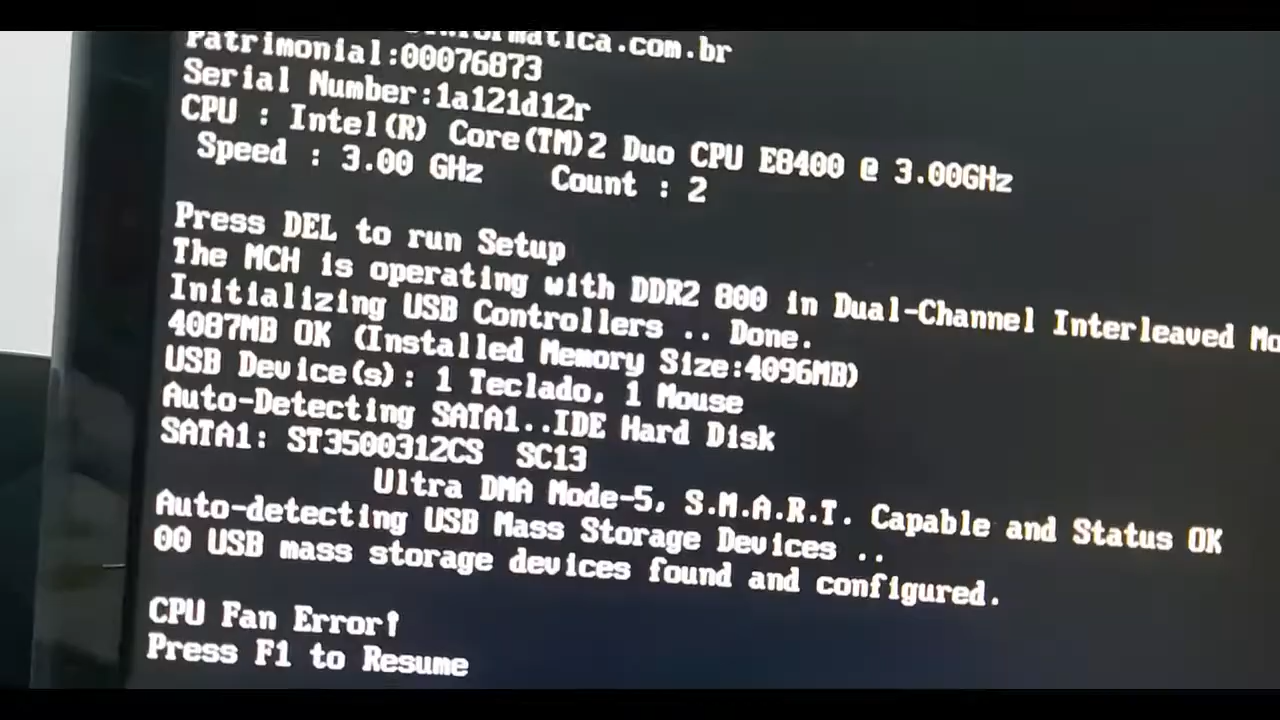 informatica.com.br
Patrimonial:00076873
Serial Number:1a121d12r
CPU : Intel(R) Core(TM)2 Duo CPU E8400 @ 3.00GHz
Speed : 3.00 GHz Count : 2
Press DEL to run Setup
The MCH is operating with DDR2 800 in Dual-Channel Interleaved Mo
Initializing USB Controllers .. Done.
4087MB OK (Installed Memory Size:4096MB)
USB Device(s): 1 Teclado, 1 Mouse
Auto-Detecting SATA1..IDE Hard Disk
SATA1: ST3500312CS SC13
Ultra DMA Mode-5, S.M.A.R.T. Capable and Status OK
Auto-detecting USB Mass Storage Devices ..
00 USB mass storage devices found and configured.
CPU Fan Error!
Press F1 to Resume